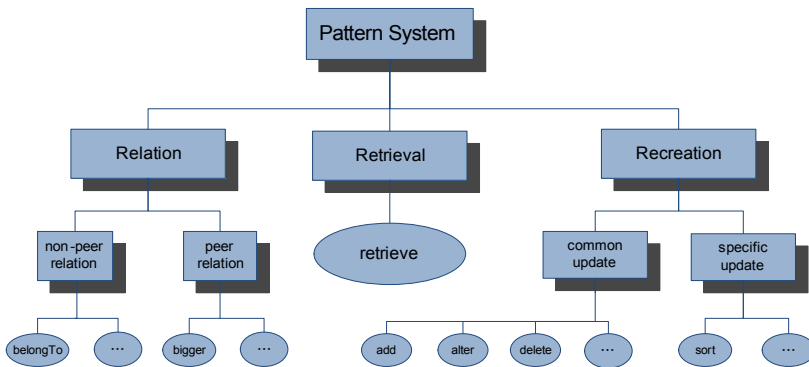 Pattern System
Relation
Retrieval
Recreation
non-peer
relation
peer
relation
retrieve
common
update
specific
update
belongTo
...
bigger
...
add
alter
delete
...
sort
...